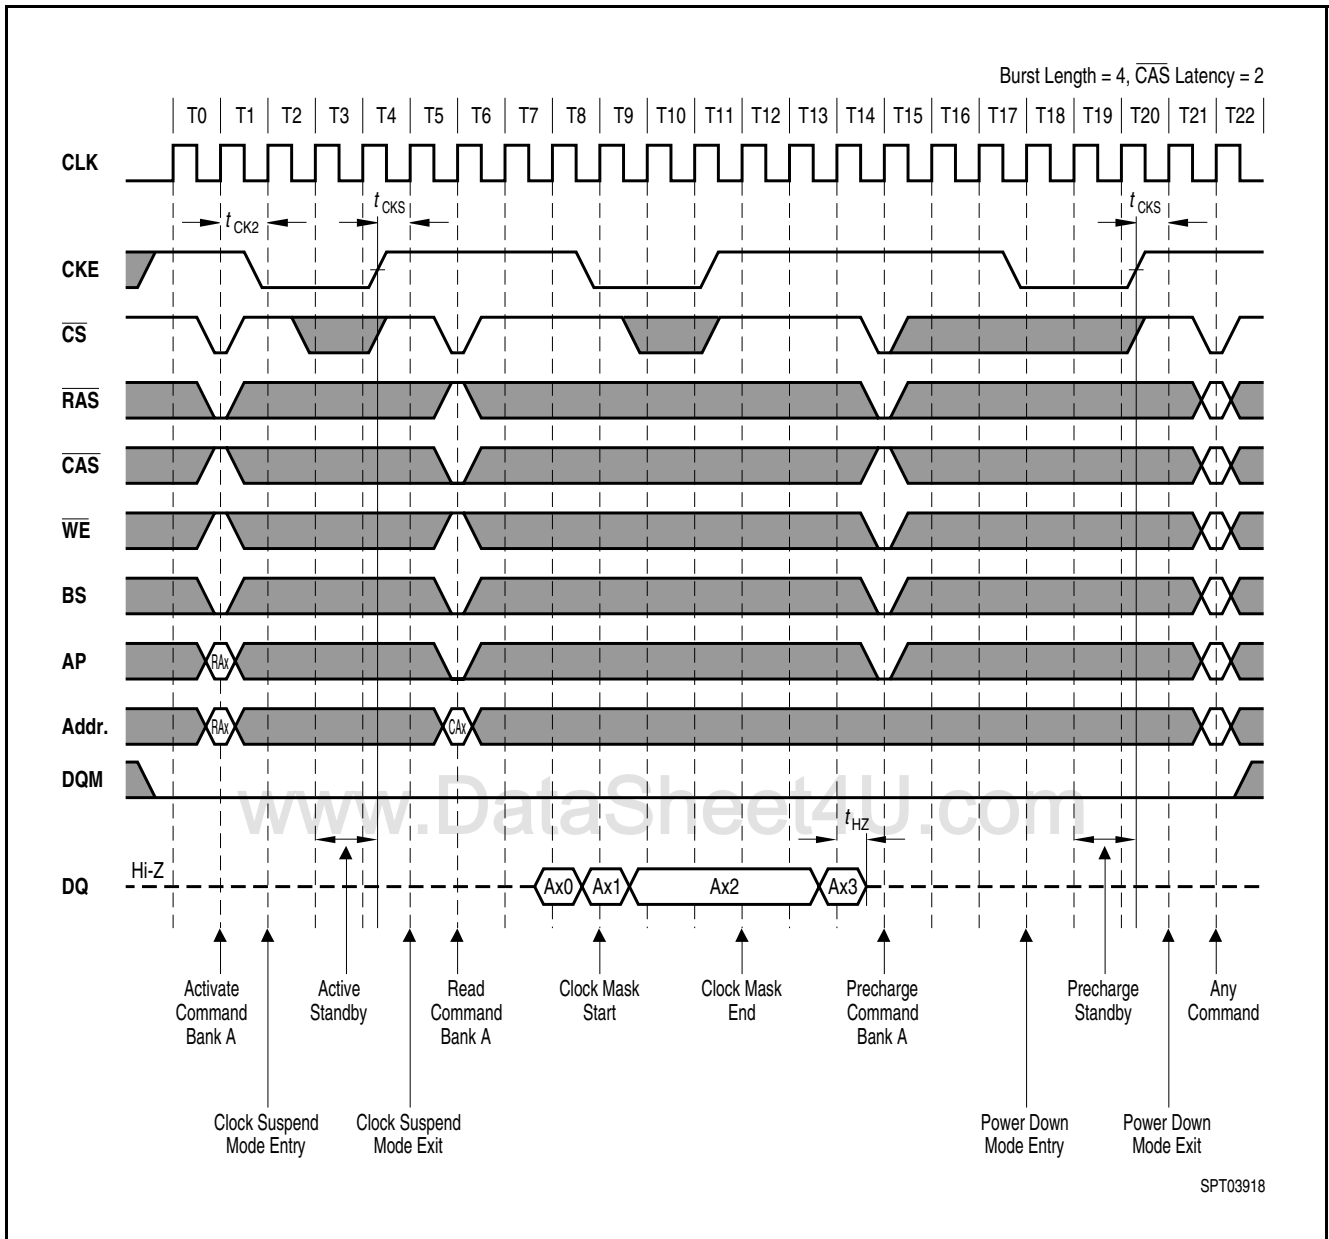 Burst Length = 4, CAS Latency = 2
T0 T1 T2 T3 T4 T5 T6 T7 T8 T9 T10 T11 T12 T13 T14 T15 T16 T17 T18 T19 T20 T21 T22
CLK
t CK2
t CKS
t CKS
CKE
CS
RAS
CAS
WE
BS
AP
RAx
Addr.
RAx
CAx
DQM
www.DataSheet4U.com
t HZ
DQ
Hi-Z
Ax0 Ax1 Ax2 Ax3
Activate
Command
Bank A
Active
Standby
Read
Command
Bank A
Clock Mask
Start
Clock Mask
End
Precharge
Command
Bank A
Precharge
Standby
Any
Command
Clock Suspend
Mode Entry
Clock Suspend
Mode Exit
Power Down
Mode Entry
Power Down
Mode Exit
SPT03918